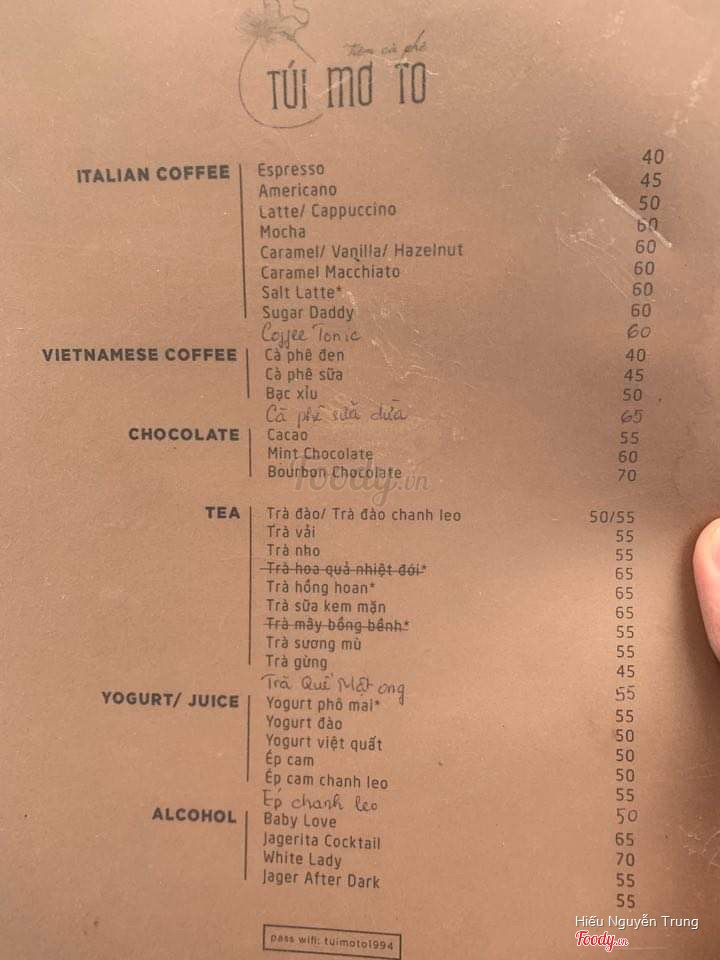 tiệm cà phê
TÚI MƠ TO
ITALIAN COFFEE
Espresso 40
Americano 45
Latte/ Cappuccino 50
Mocha 60
Caramel/ Vanilla/ Hazelnut 60
Caramel Macchiato 60
Salt Latte* 60
Sugar Daddy 60
Coffee Tonic 60
VIETNAMESE COFFEE
Cà phê đen 40
Cà phê sữa 45
Bạc xỉu 50
Cà phê sữa dừa 65
CHOCOLATE
Cacao 55
Mint Chocolate 60
Bourbon Chocolate 70
Foody.vn
TEA
Trà đào/ Trà đào chanh leo 50/55
Trà vải 55
Trà nho 55
Trà hoa quả nhiệt đới* 65
Trà hồng hoan* 65
Trà sữa kem mặn 65
Trà mây bồng bềnh* 55
Trà sương mù 55
Trà gừng 45
Trà Quế Mật ong 55
YOGURT/ JUICE
Yogurt phô mai* 55
Yogurt đào 50
Yogurt việt quất 50
Ép cam 50
Ép cam chanh leo 55
Ép chanh leo 50
ALCOHOL
Baby Love 65
Jagerita Cocktail 70
White Lady 55
Jager After Dark 55
pass wifi: tuimoto1994
Hiếu Nguyễn Trung
Foody.vn